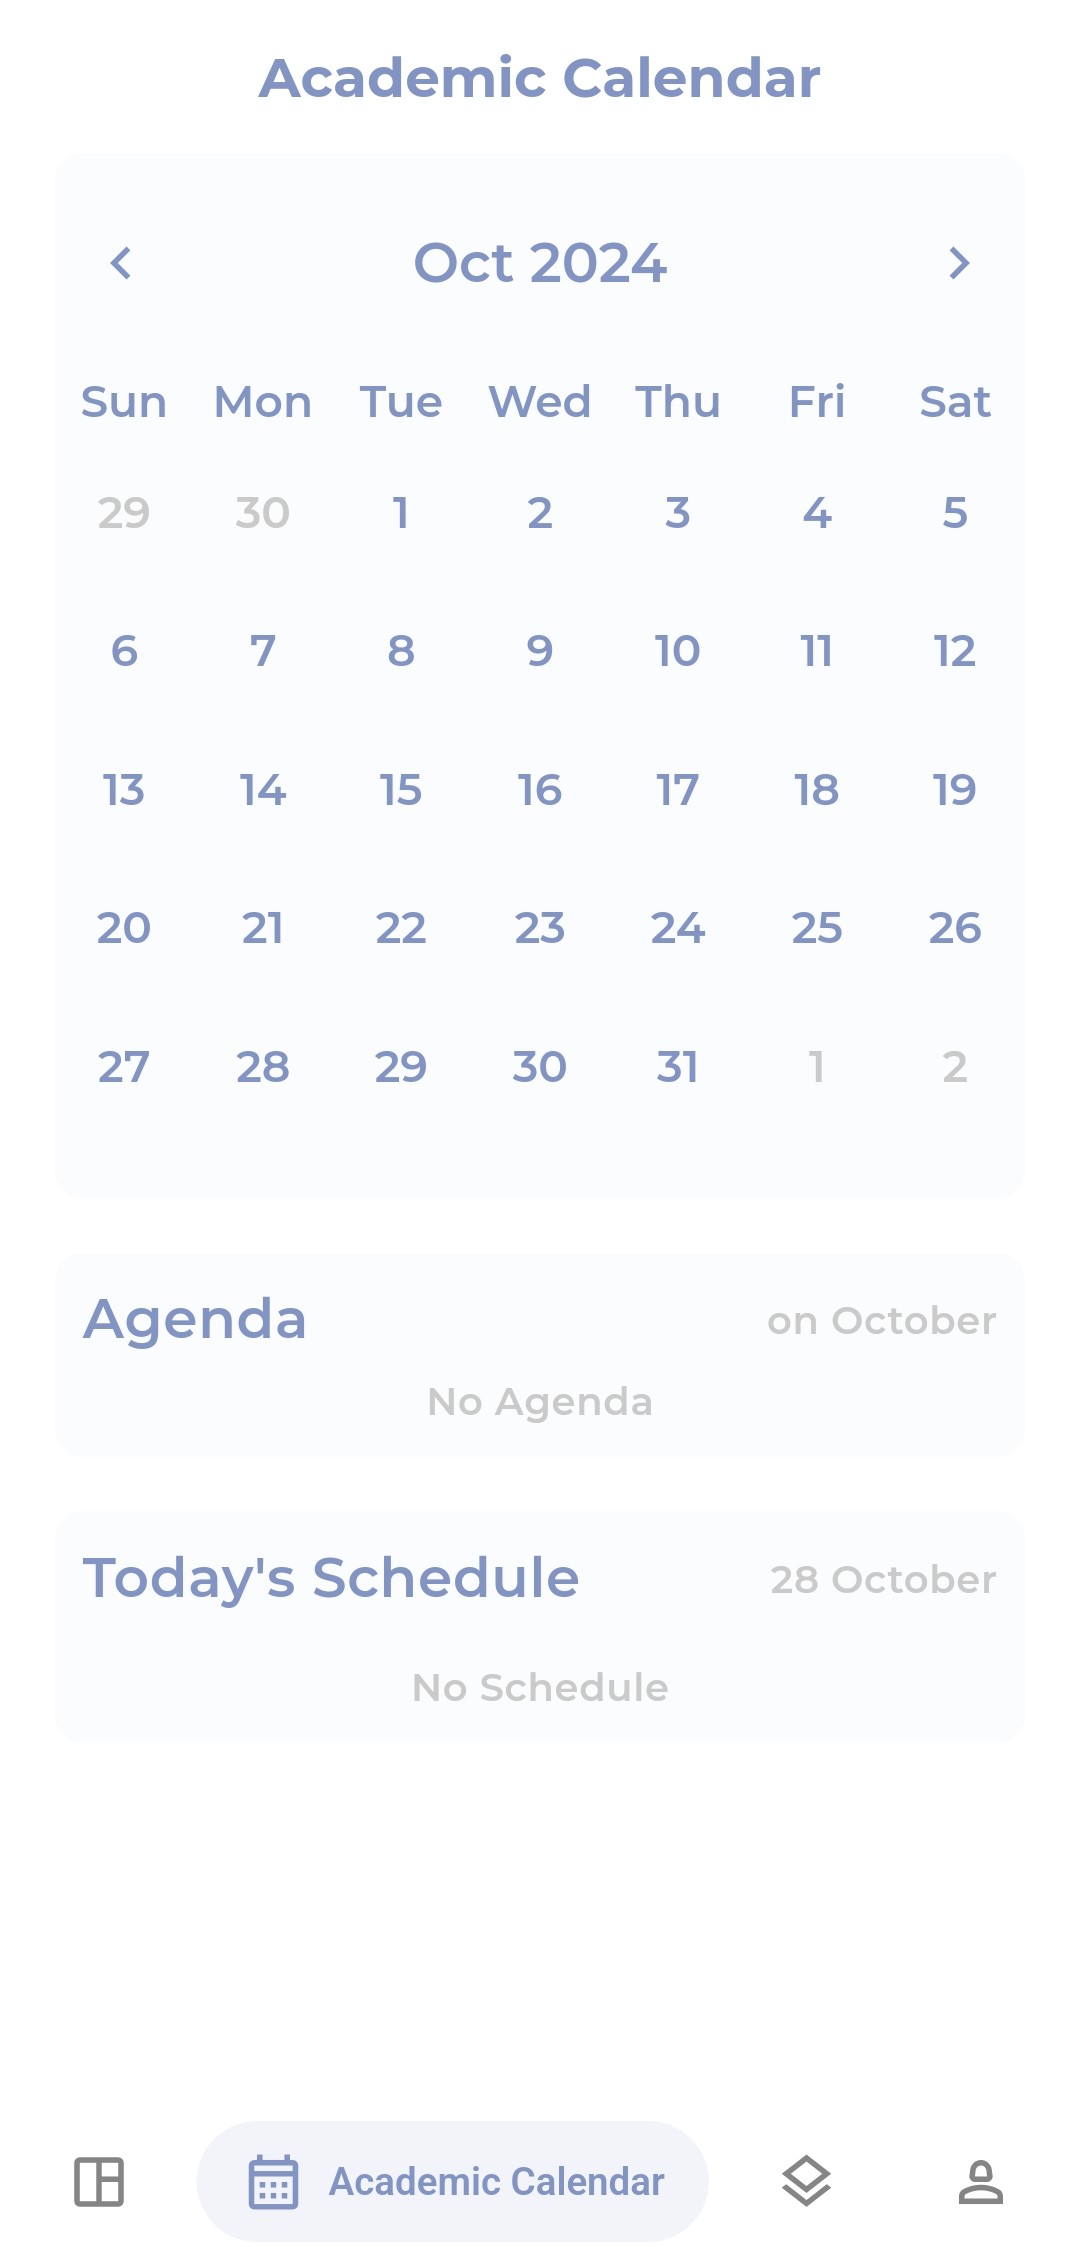 Academic Calendar
Oct 2024
Sun Mon Tue Wed Thu Fri Sat
29 30 1 2 3 4 5
6 7 8 9 10 11 12
13 14 15 16 17 18 19
20 21 22 23 24 25 26
27 28 29 30 31 1 2
Agenda on October
No Agenda
Today's Schedule 28 October
No Schedule
Academic Calendar